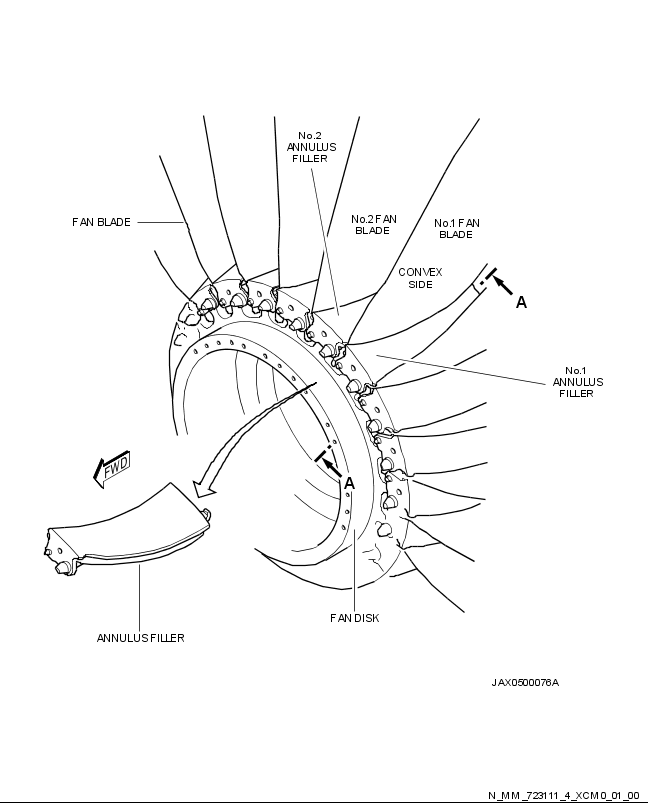 No.2
ANNULUS
FILLER
FAN BLADE
No.2 FAN
BLADE
No.1 FAN
BLADE
CONVEX
SIDE
A
No.1
ANNULUS
FILLER
FWD
A
FAN DISK
ANNULUS FILLER
JAX0500076A
N_MM_723111_4_XCM0_01_00